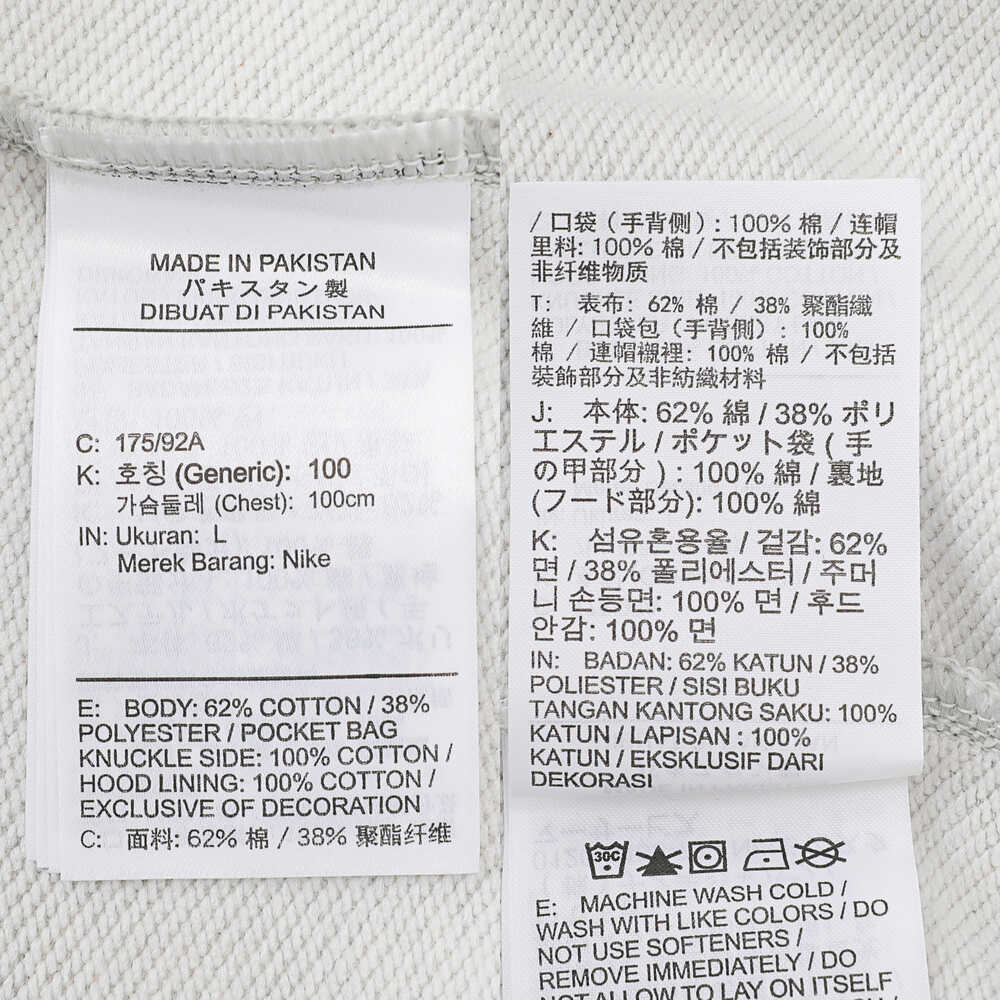 MADE IN PAKISTAN
パキスタン製
DIBUAT DI PAKISTAN
C: 175/92A
K: 호칭 (Generic): 100
가슴둘레 (Chest): 100cm
IN: Ukuran: L
Merek Barang: Nike
E: BODY: 62% COTTON / 38%
POLYESTER / POCKET BAG
KNUCKLE SIDE: 100% COTTON /
HOOD LINING: 100% COTTON /
EXCLUSIVE OF DECORATION
C: 面料: 62% 棉 / 38% 聚酯纤维
/ 口袋（手背侧）: 100% 棉 / 连帽
里料: 100% 棉 / 不包括装饰部分及
非纤维物质
T: 表布: 62% 棉 / 38% 聚酯纖
維 / 口袋包（手背側）: 100%
棉 / 連帽襯裡: 100% 棉 / 不包括
裝飾部分及非紡織材料
J: 本体: 62% 綿 / 38% ポリ
エステル / ポケット袋 ( 手
の甲部分 ) : 100% 綿 / 裏地
(フード部分): 100% 綿
K: 섬유혼용율 / 겉감: 62%
면 / 38% 폴리에스터 / 주머
니 손등면: 100% 면 / 후드
안감: 100% 면
IN: BADAN: 62% KATUN / 38%
POLIESTER / SISI BUKU
TANGAN KANTONG SAKU: 100%
KATUN / LAPISAN : 100%
KATUN / EKSKLUSIF DARI
DEKORASI
30C
E: MACHINE WASH COLD /
WASH WITH LIKE COLORS / DO
NOT USE SOFTENERS /
REMOVE IMMEDIATELY / DO
NOT ALLOW TO LAY ON ITSELF